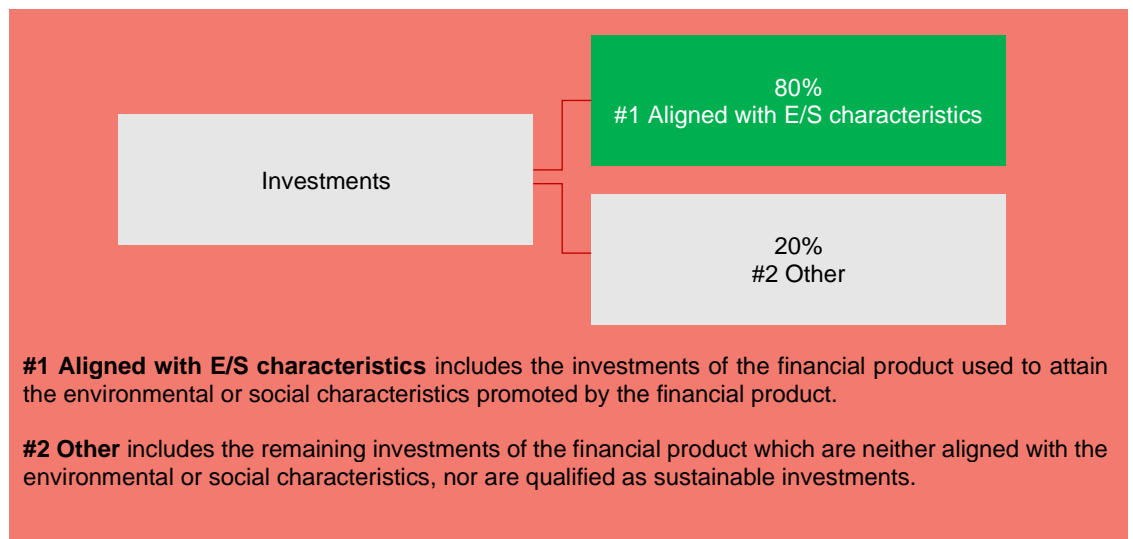 80%
#1 Aligned with E/S characteristics
Investments
20%
#2 Other
#1 Aligned with E/S characteristics includes the investments of the financial product used to attain
the environmental or social characteristics promoted by the financial product.
#2 Other includes the remaining investments of the financial product which are neither aligned with the
environmental or social characteristics, nor are qualified as sustainable investments.